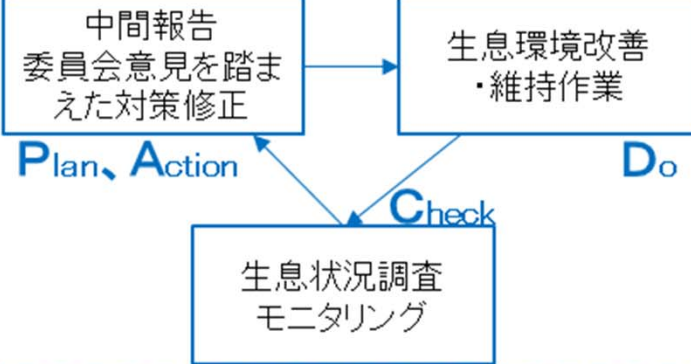 中間報告
委員会意見を踏ま
えた対策修正
生息環境改善
・維持作業
Plan、Action
Do
Check
生息状況調査
モニタリング